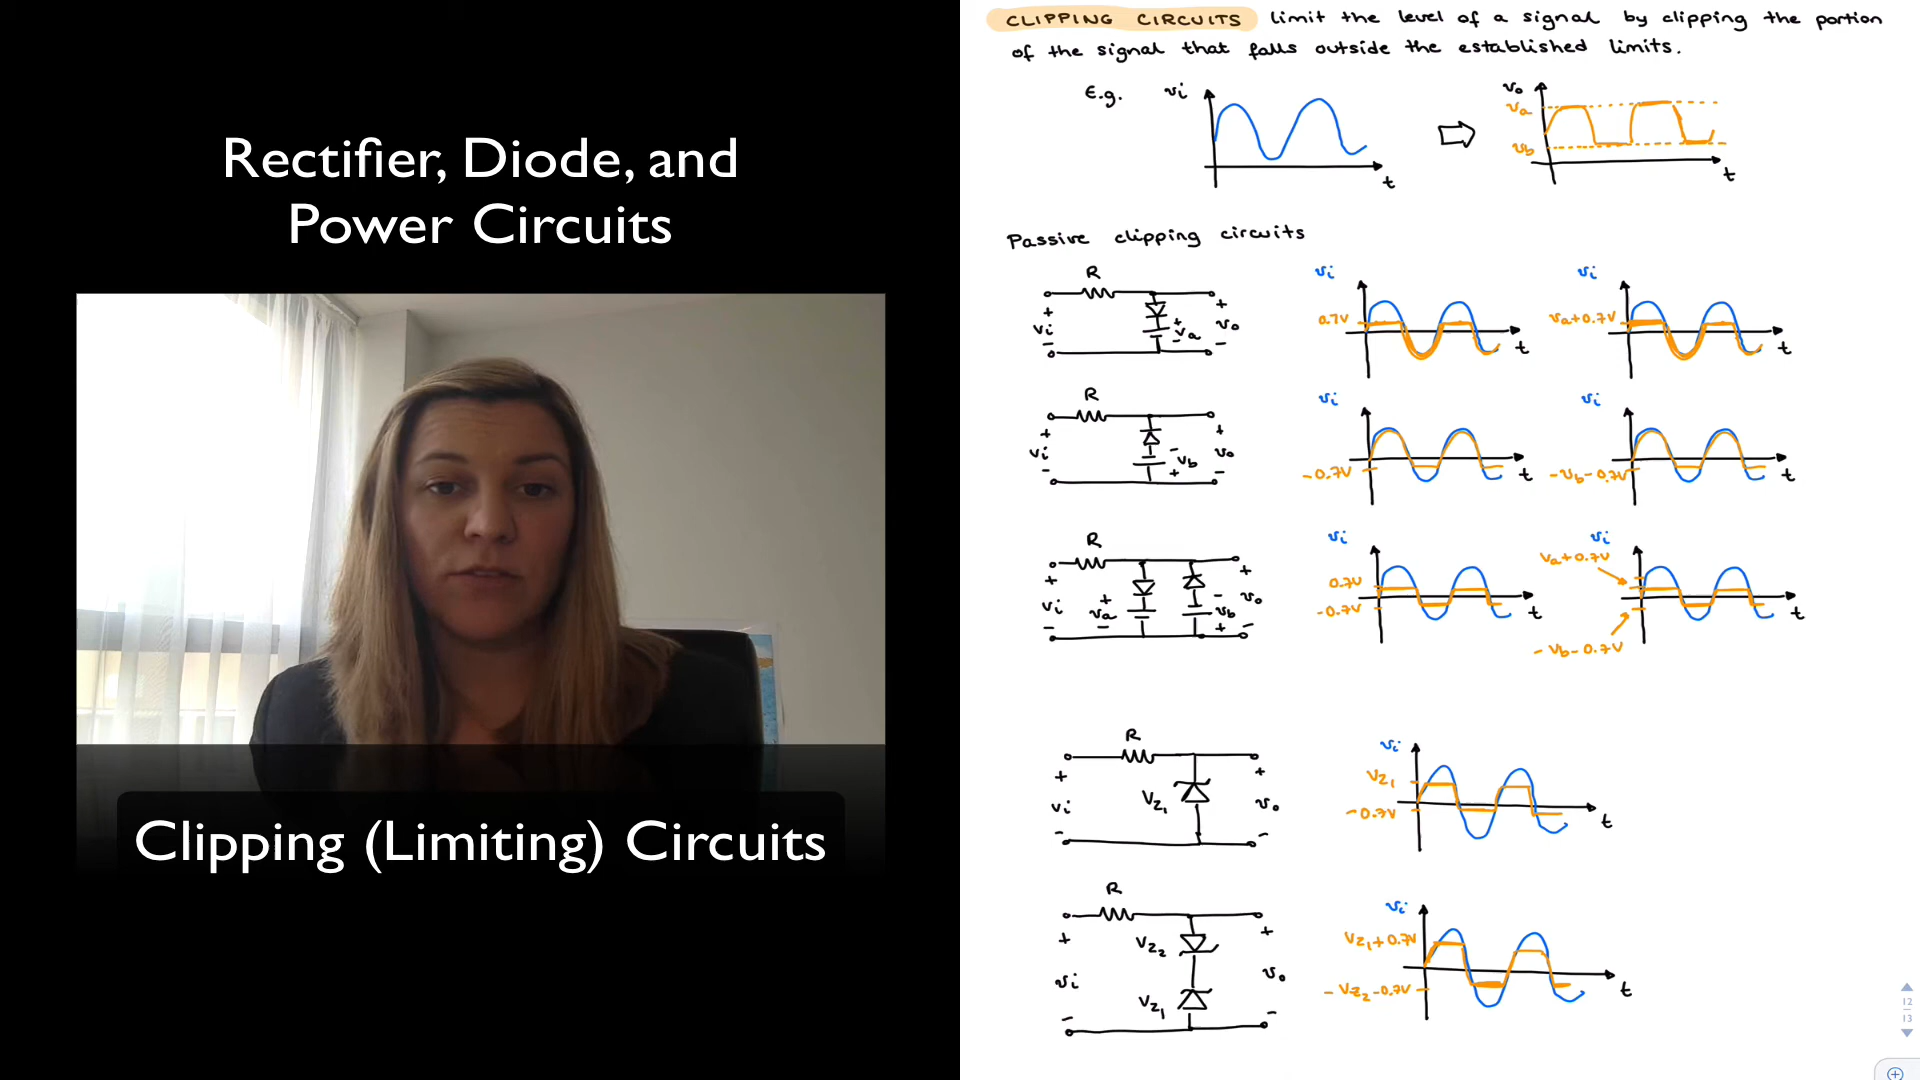 Rectifier, Diode, and
Power Circuits
Clipping (Limiting) Circuits
CLIPPING CIRCUITS limit the level of a signal by clipping the portion
of the signal that falls outside the established limits.
E.g.
vi
t
vo
va
vb
t
Passive clipping circuits
R
+
vi
-
+
va
-
+
vo
-
vi
0.7V
t
vi
va+0.7V
t
R
+
vi
-
-
vb
+
+
vo
-
vi
-0.7V
t
vi
-vb-0.7V
t
R
+
vi
-
+
va
-
-
vb
+
+
vo
-
vi
0.7V
-0.7V
t
vi
va+0.7V
-vb-0.7V
t
R
+
vi
-
VZ1
+
vo
-
vi
VZ1
-0.7V
t
R
+
vi
-
VZ2
VZ1
+
vo
-
vi
VZ1+0.7V
-VZ2-0.7V
t
12
13